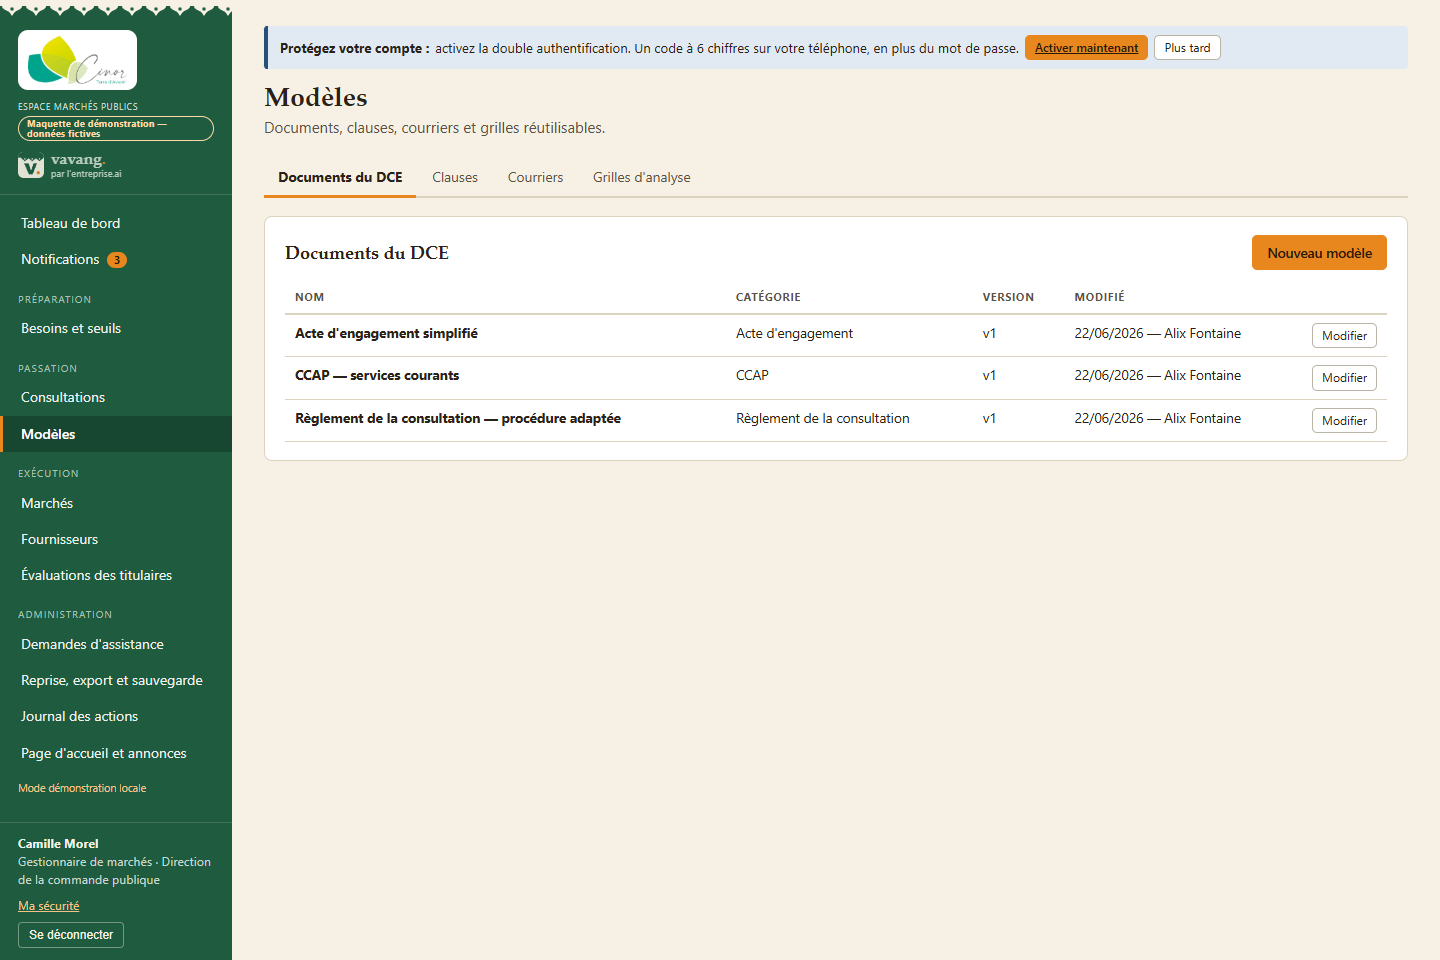 Cinor
ESPACE MARCHÉS PUBLICS
Maquette de démonstration —
données fictives
vavang.
par l'entreprise.ai
Tableau de bord
Notifications 3
PRÉPARATION
Besoins et seuils
PASSATION
Consultations
Modèles
EXÉCUTION
Marchés
Fournisseurs
Évaluations des titulaires
ADMINISTRATION
Demandes d'assistance
Reprise, export et sauvegarde
Journal des actions
Page d'accueil et annonces
Mode démonstration locale
Camille Morel
Gestionnaire de marchés · Direction
de la commande publique
Ma sécurité
Se déconnecter
Protégez votre compte : activez la double authentification. Un code à 6 chiffres sur votre téléphone, en plus du mot de passe. Activer maintenant Plus tard
Modèles
Documents, clauses, courriers et grilles réutilisables.
Documents du DCE Clauses Courriers Grilles d'analyse
Documents du DCE Nouveau modèle
NOM CATÉGORIE VERSION MODIFIÉ
Acte d'engagement simplifié Acte d'engagement v1 22/06/2026 — Alix Fontaine Modifier
CCAP — services courants CCAP v1 22/06/2026 — Alix Fontaine Modifier
Règlement de la consultation — procédure adaptée Règlement de la consultation v1 22/06/2026 — Alix Fontaine Modifier